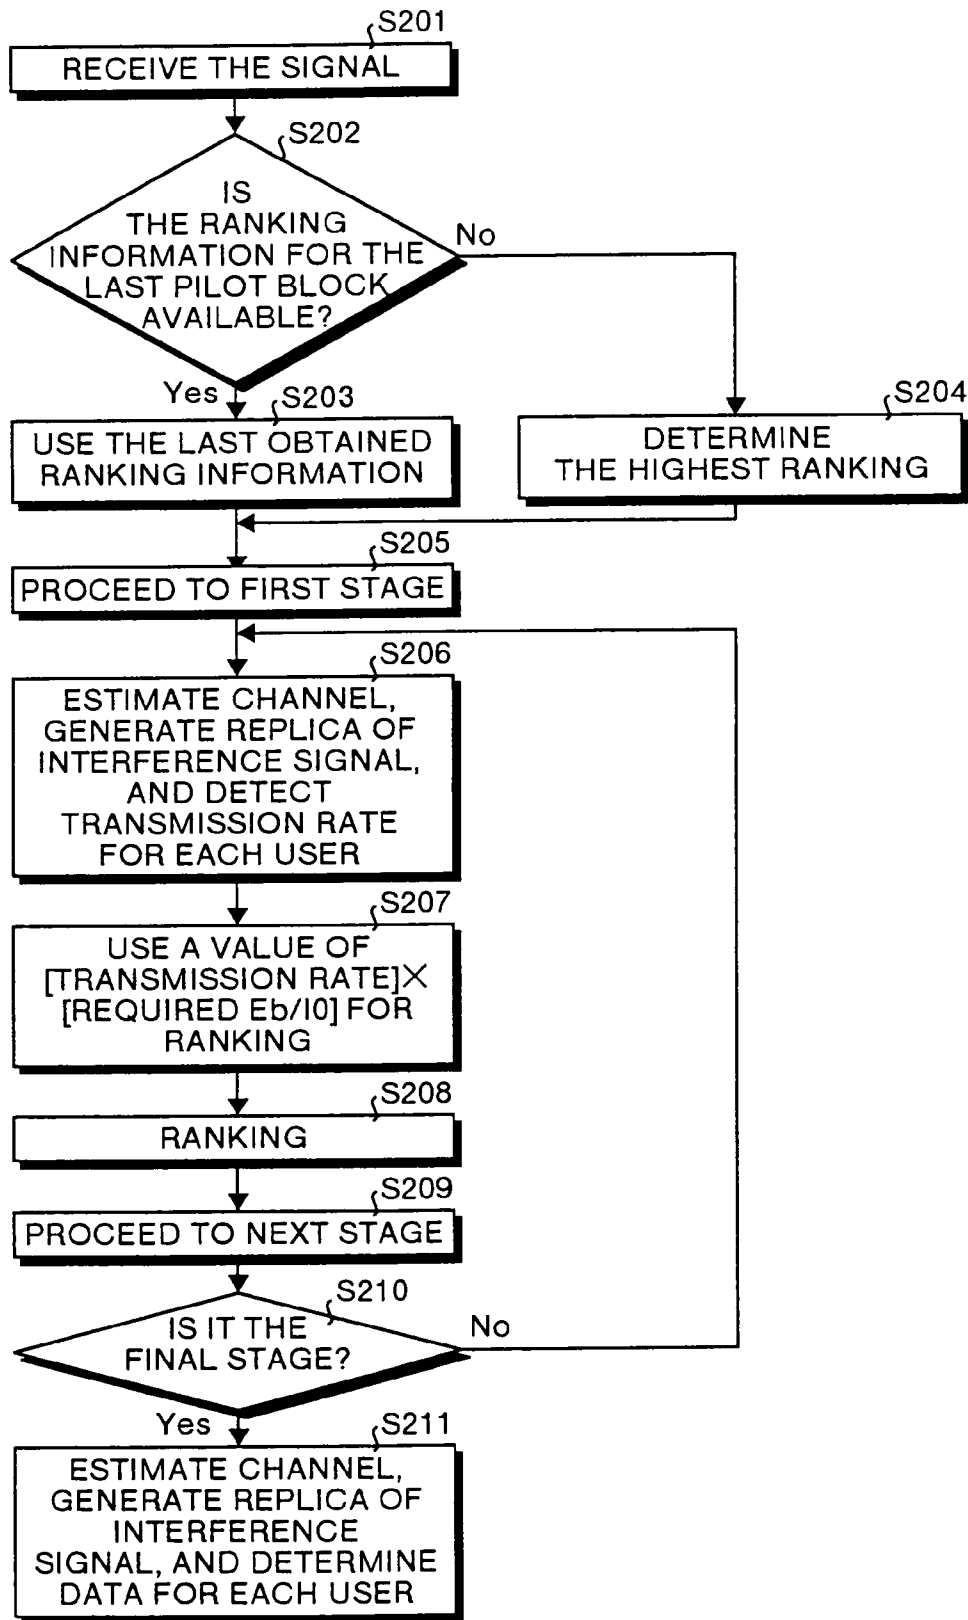 S201
RECEIVE THE SIGNAL
S202
IS
THE RANKING
INFORMATION FOR THE
LAST PILOT BLOCK
AVAILABLE?
No
Yes
S203
USE THE LAST OBTAINED
RANKING INFORMATION
S204
DETERMINE
THE HIGHEST RANKING
S205
PROCEED TO FIRST STAGE
S206
ESTIMATE CHANNEL,
GENERATE REPLICA OF
INTERFERENCE SIGNAL,
AND DETECT
TRANSMISSION RATE
FOR EACH USER
S207
USE A VALUE OF
[TRANSMISSION RATE]×
[REQUIRED Eb/I0] FOR
RANKING
S208
RANKING
S209
PROCEED TO NEXT STAGE
S210
IS IT THE
FINAL STAGE?
No
Yes
S211
ESTIMATE CHANNEL,
GENERATE REPLICA OF
INTERFERENCE
SIGNAL, AND DETERMINE
DATA FOR EACH USER